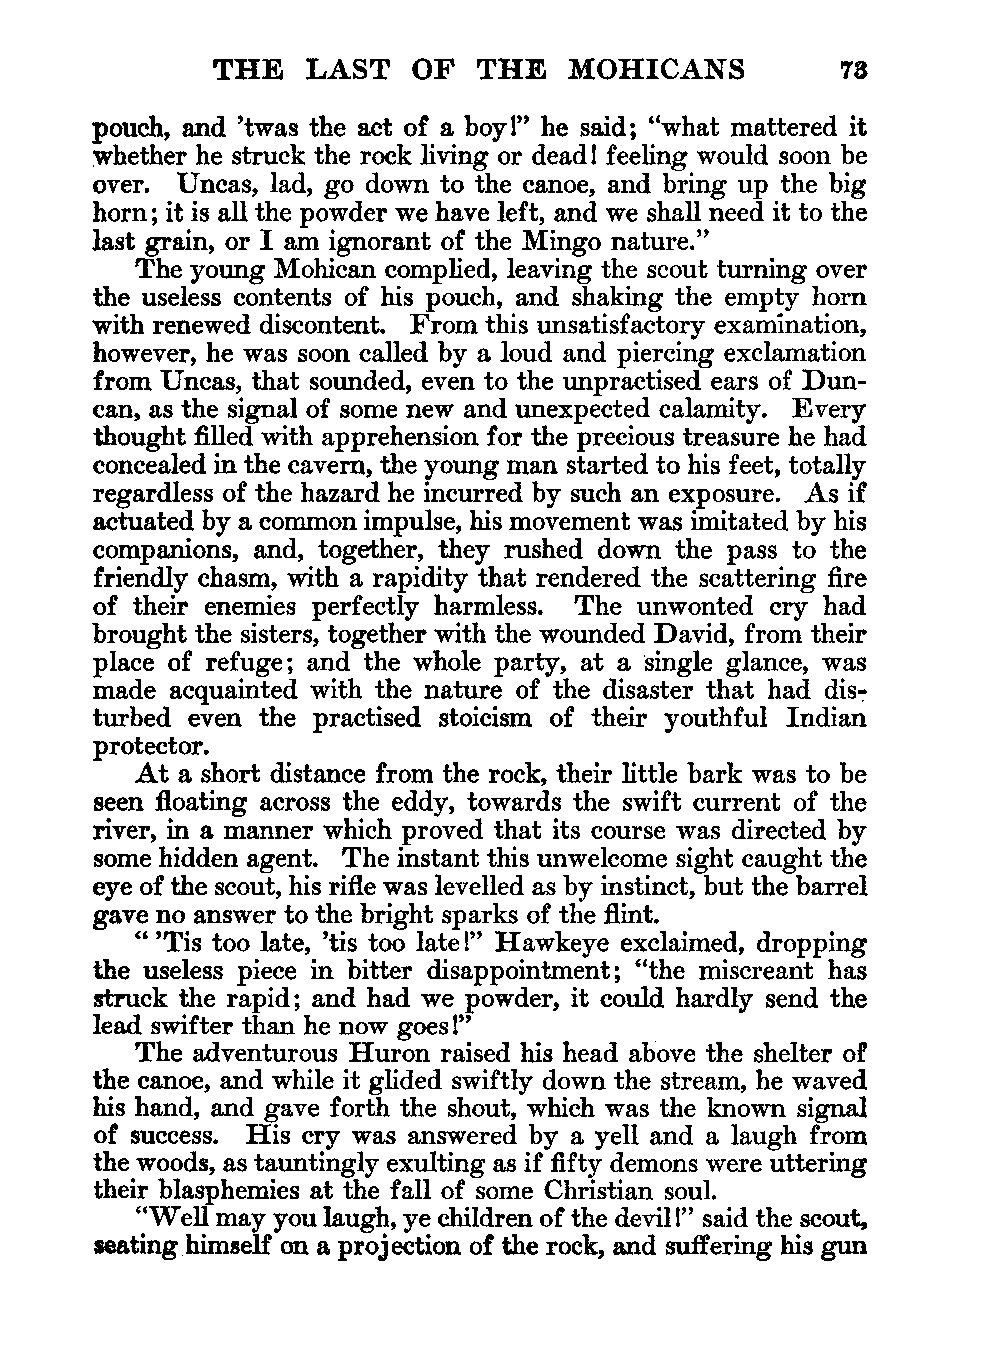 THE LAST OF THE MOHICANS 73
pouch, and ’twas the act of a boy!” he said; “what mattered it
whether he struck the rock living or dead! feeling would soon be
over. Uncas, lad, go down to the canoe, and bring up the big
horn; it is all the powder we have left, and we shall need it to the
last grain, or I am ignorant of the Mingo nature.”
The young Mohican complied, leaving the scout turning over
the useless contents of his pouch, and shaking the empty horn
with renewed discontent. From this unsatisfactory examination,
however, he was soon called by a loud and piercing exclamation
from Uncas, that sounded, even to the unpractised ears of Dun-
can, as the signal of some new and unexpected calamity. Every
thought filled with apprehension for the precious treasure he had
concealed in the cavern, the young man started to his feet, totally
regardless of the hazard he incurred by such an exposure. As if
actuated by a common impulse, his movement was imitated by his
companions, and, together, they rushed down the pass to the
friendly chasm, with a rapidity that rendered the scattering fire
of their enemies perfectly harmless. The unwonted cry had
brought the sisters, together with the wounded David, from their
place of refuge; and the whole party, at a single glance, was
made acquainted with the nature of the disaster that had dis-
turbed even the practised stoicism of their youthful Indian
protector.
At a short distance from the rock, their little bark was to be
seen floating across the eddy, towards the swift current of the
river, in a manner which proved that its course was directed by
some hidden agent. The instant this unwelcome sight caught the
eye of the scout, his rifle was levelled as by instinct, but the barrel
gave no answer to the bright sparks of the flint.
“ ’Tis too late, ’tis too late!” Hawkeye exclaimed, dropping
the useless piece in bitter disappointment; “the miscreant has
struck the rapid; and had we powder, it could hardly send the
lead swifter than he now goes!”
The adventurous Huron raised his head above the shelter of
the canoe, and while it glided swiftly down the stream, he waved
his hand, and gave forth the shout, which was the known signal
of success. His cry was answered by a yell and a laugh from
the woods, as tauntingly exulting as if fifty demons were uttering
their blasphemies at the fall of some Christian soul.
“Well may you laugh, ye children of the devil!” said the scout,
seating himself on a projection of the rock, and suffering his gun